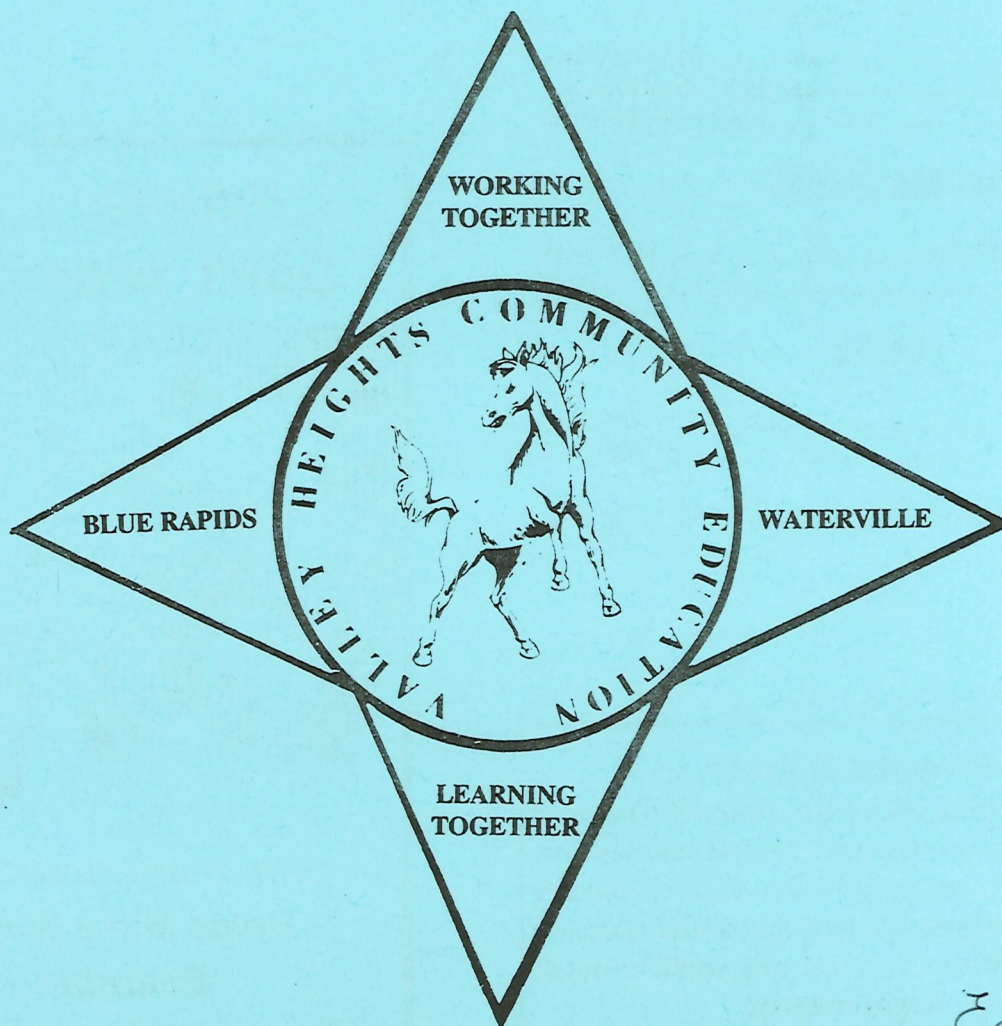 WORKING
TOGETHER
VALLEY HEIGHTS COMMUNITY EDUCATION
BLUE RAPIDS
WATERVILLE
LEARNING
TOGETHER